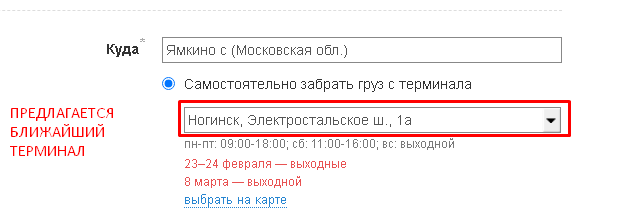 Куда*
Ямкино с (Московская обл.)
Самостоятельно забрать груз с терминала
ПРЕДЛАГАЕТСЯ
БЛИЖАЙШИЙ
ТЕРМИНАЛ
Ногинск, Электростальское ш., 1а
пн-пт: 09:00-18:00; сб: 11:00-16:00; вс: выходной
23–24 февраля — выходные
8 марта — выходной
выбрать на карте